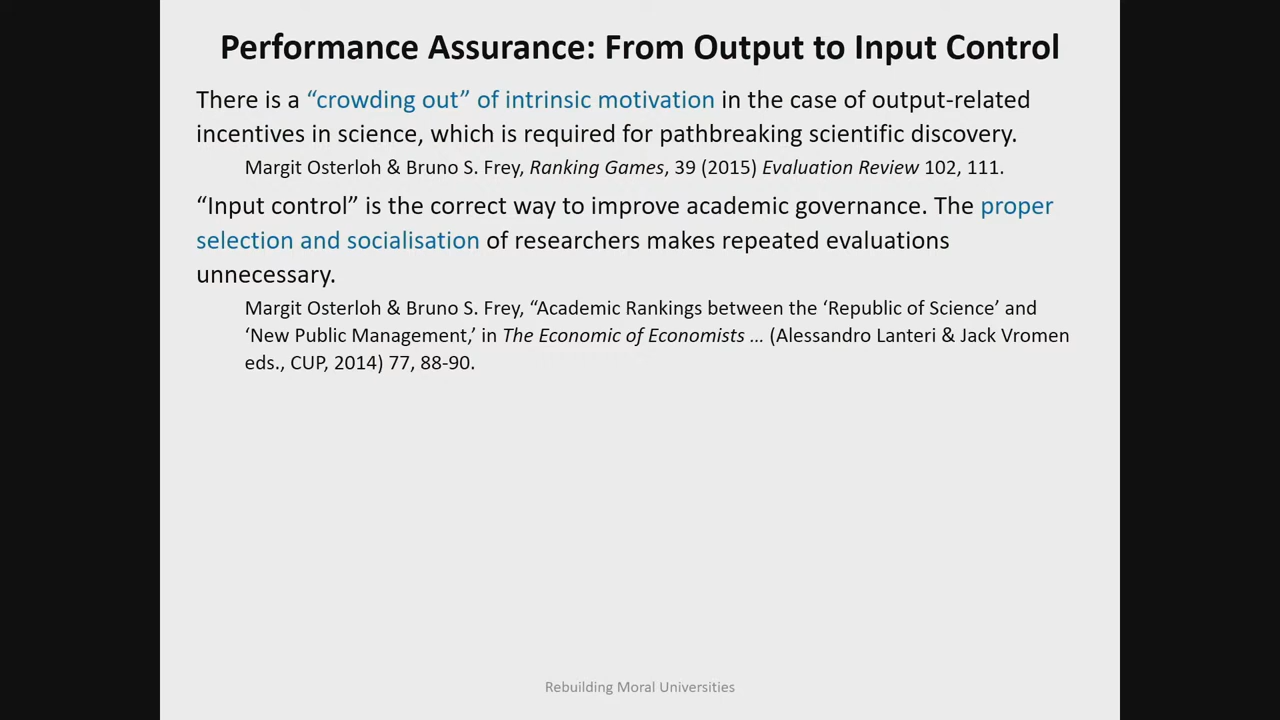 Performance Assurance: From Output to Input Control
There is a “crowding out” of intrinsic motivation in the case of output-related
incentives in science, which is required for pathbreaking scientific discovery.
Margit Osterloh & Bruno S. Frey, Ranking Games, 39 (2015) Evaluation Review 102, 111.
“Input control” is the correct way to improve academic governance. The proper
selection and socialisation of researchers makes repeated evaluations
unnecessary.
Margit Osterloh & Bruno S. Frey, “Academic Rankings between the ‘Republic of Science’ and
‘New Public Management,’ in The Economic of Economists … (Alessandro Lanteri & Jack Vromen
eds., CUP, 2014) 77, 88-90.
Rebuilding Moral Universities